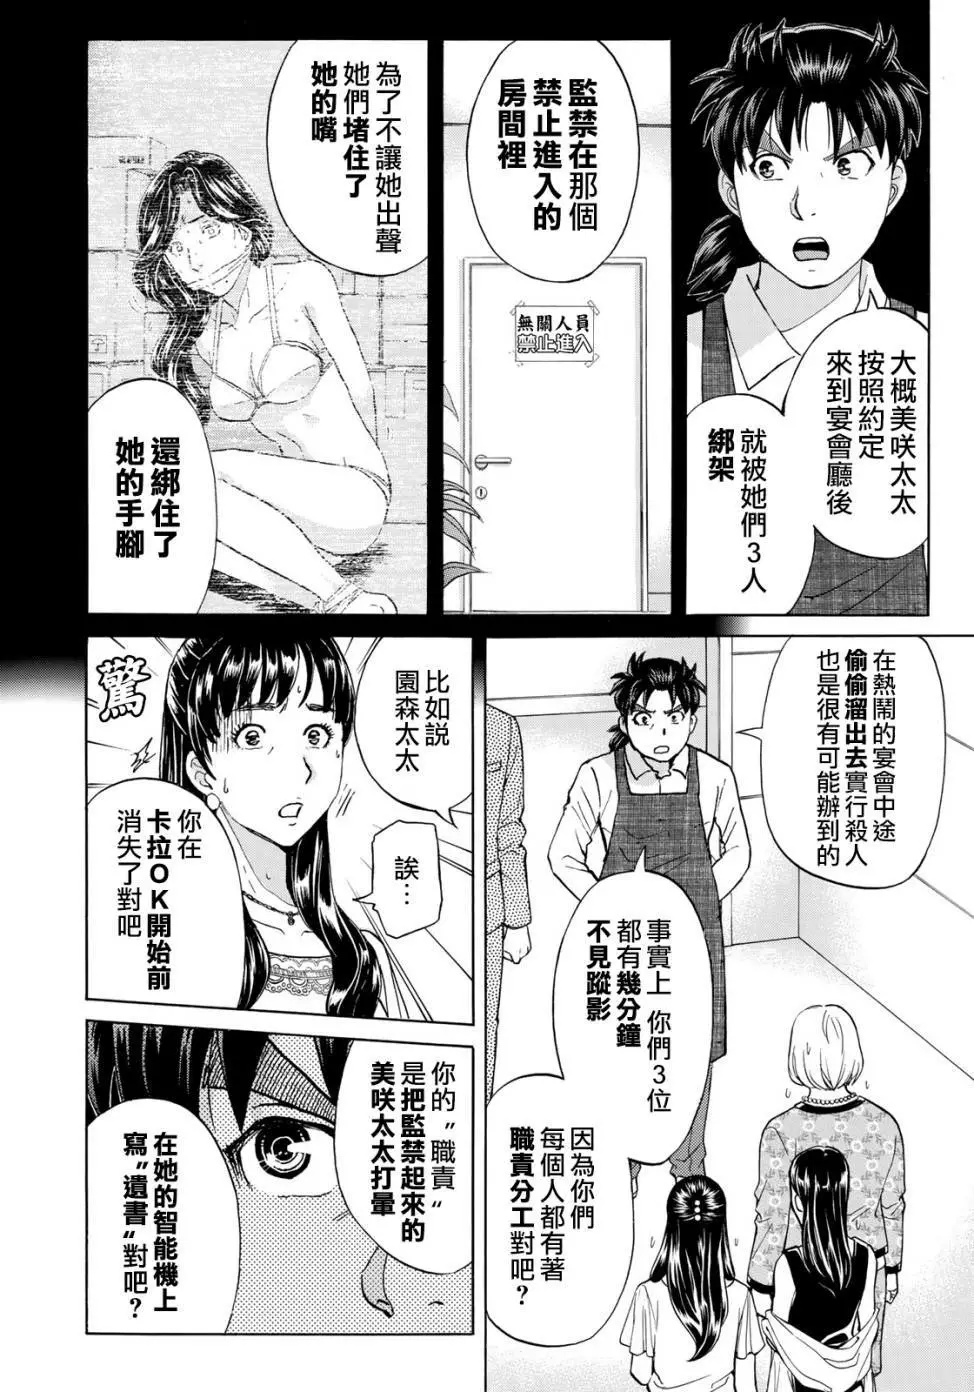 大概美咲太太
按照約定
來到宴會廳後
就被她們3人
綁架
監禁在那個
禁止進入的
房間裡
無關人員
禁止進入
為了不讓她出聲
她們堵住了
她的嘴
還綁住了
她的手腳
在熱鬧的宴會中途
偷偷溜出去實行殺人
也是很有可能辦到的
事實上 你們3位
都有幾分鐘
不見蹤影
因為你們
每個人都有著
職責分工對吧?
比如說
園森太太
誒…
驚
你在
卡拉OK開始前
消失了對吧
你的"職責"
是把監禁起來的
美咲太太打暈
在她的智能機上
寫"遺書"對吧?